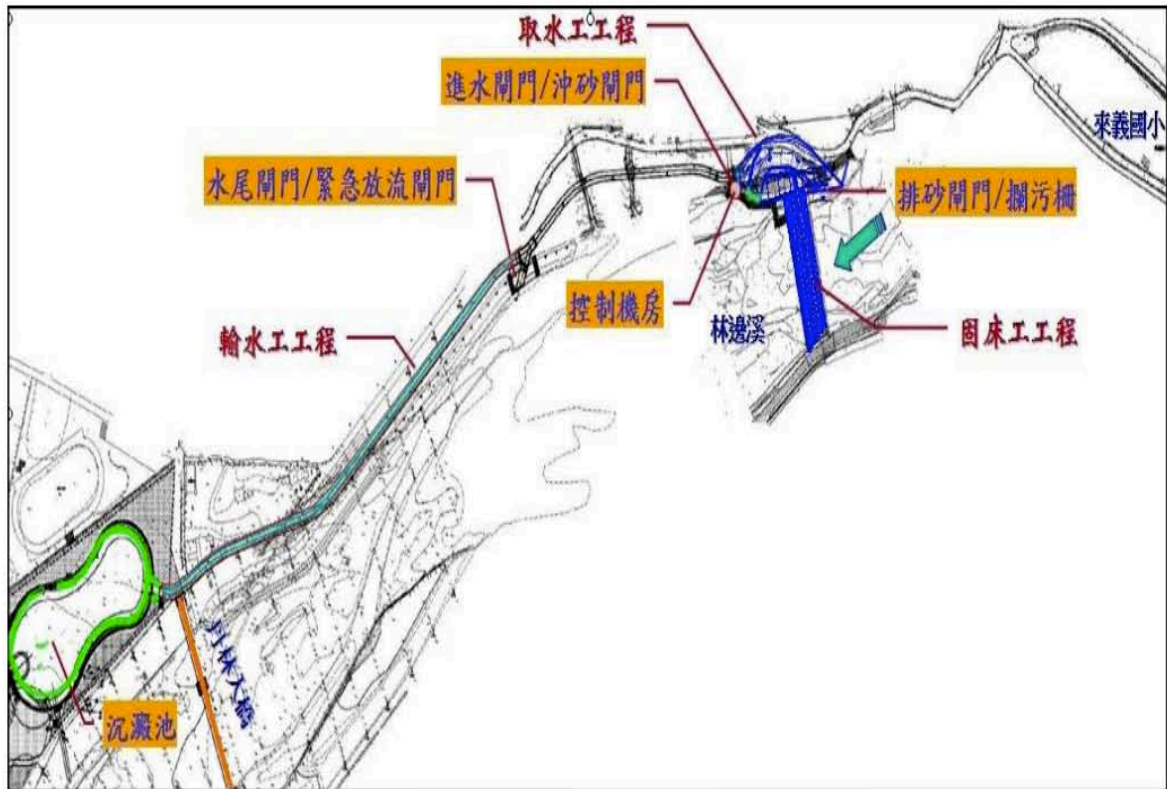 取水工工程
進水閘門/沖砂閘門
來義國小
水尾閘門/緊急放流閘門
排砂閘門/攔污柵
控制機房
林邊溪
固床工工程
輸水工工程
丹林大橋
沉澱池